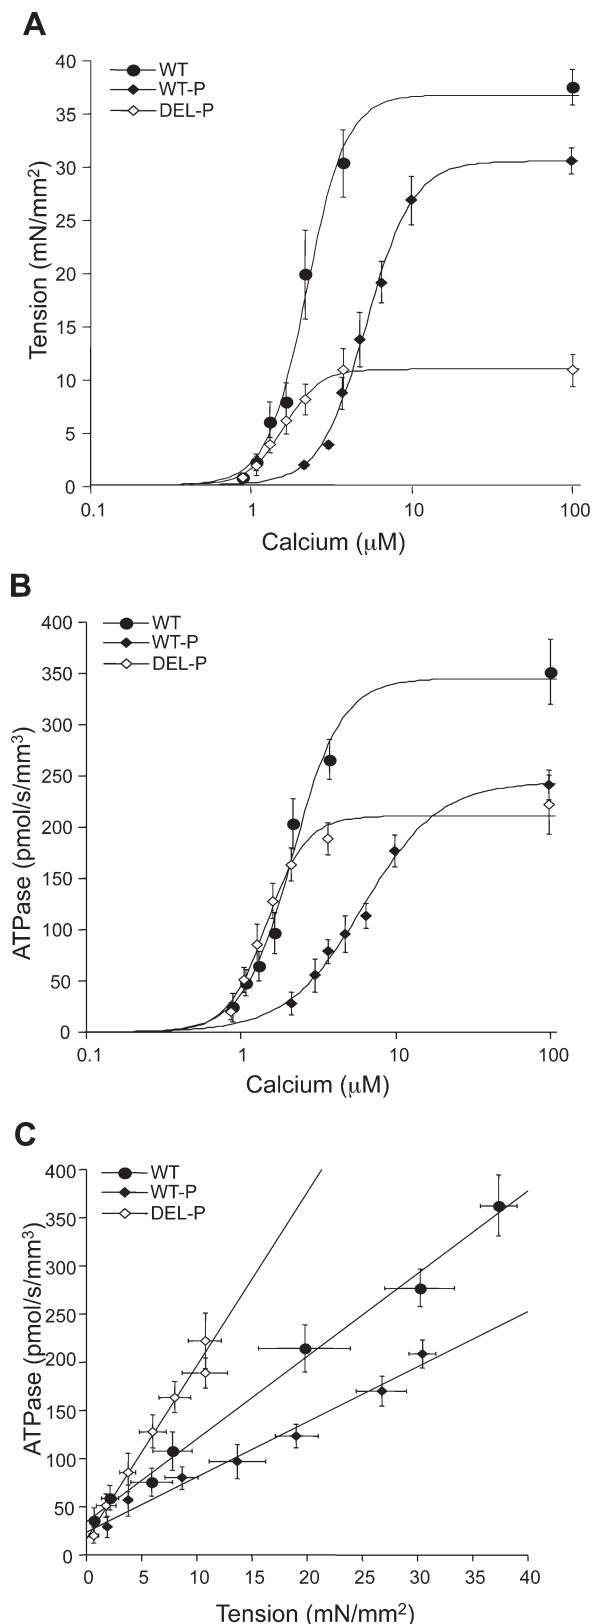 A
WT
WT-P
DEL-P
40
35
30
25
20
15
10
5
0
Tension (mN/mm²)
0.1 1 10 100
Calcium (μM)
B
WT
WT-P
DEL-P
400
350
300
250
200
150
100
50
0
ATPase (pmol/s/mm³)
0.1 1 10 100
Calcium (μM)
C
WT
WT-P
DEL-P
400
350
300
250
200
150
100
50
0
ATPase (pmol/s/mm³)
0 5 10 15 20 25 30 35 40
Tension (mN/mm²)